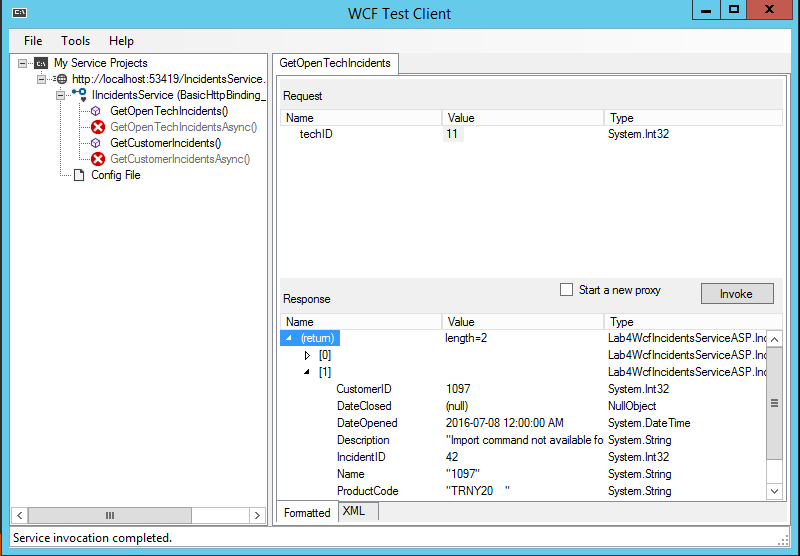 WCF Test Client
File Tools Help
My Service Projects
http://localhost:53419/IncidentsService.
IIncidentsService (BasicHttpBinding_
GetOpenTechIncidents()
GetOpenTechIncidentsAsync()
GetCustomerIncidents()
GetCustomerIncidentsAsync()
Config File
GetOpenTechIncidents
Request
Name Value Type
techID 11 System.Int32
Response
Start a new proxy
Invoke
Name Value Type
(return) length=2 Lab4WcfIncidentsServiceASP.Inc
[0] Lab4WcfIncidentsServiceASP.Inc
[1] Lab4WcfIncidentsServiceASP.Inc
CustomerID 1097 System.Int32
DateClosed (null) NullObject
DateOpened 2016-07-08 12:00:00 AM System.DateTime
Description "Import command not available fo System.String
IncidentID 42 System.Int32
Name "1097" System.String
ProductCode "TRNY20    " System.String
Formatted XML
Service invocation completed.